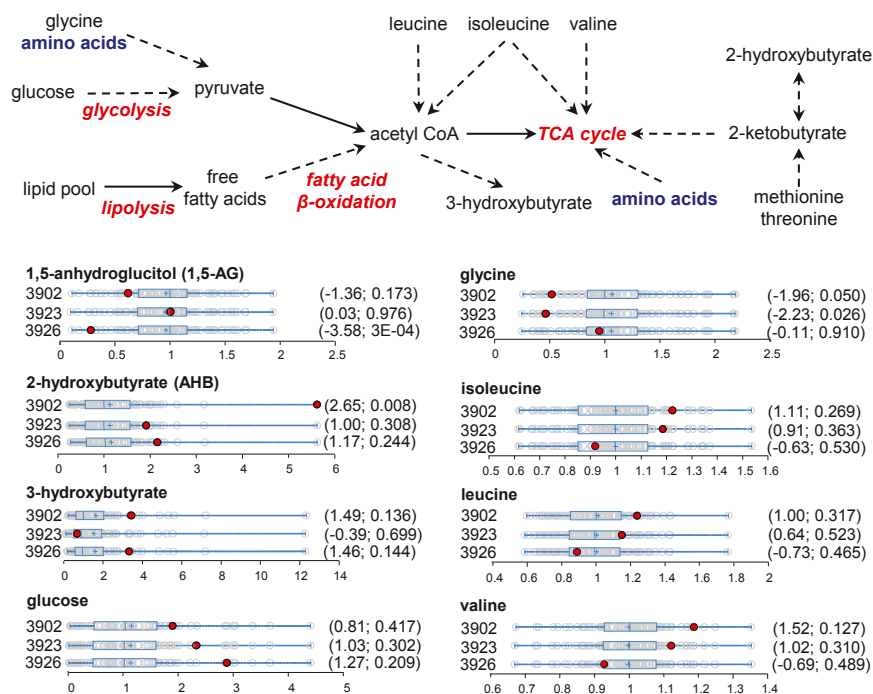 glycine
amino acids
leucine isoleucine valine
2-hydroxybutyrate
glucose
glycolysis
pyruvate
acetyl CoA
TCA cycle
2-ketobutyrate
lipid pool
lipolysis
free
fatty acids
fatty acid
β-oxidation
3-hydroxybutyrate
amino acids
methionine
threonine
1,5-anhydroglucitol (1,5-AG)
3902 (-1.36; 0.173)
3923 (0.03; 0.976)
3926 (-3.58; 3E-04)
0 0.5 1 1.5 2 2.5
2-hydroxybutyrate (AHB)
3902 (2.65; 0.008)
3923 (1.00; 0.308)
3926 (1.17; 0.244)
0 1 2 3 4 5 6
3-hydroxybutyrate
3902 (1.49; 0.136)
3923 (-0.39; 0.699)
3926 (1.46; 0.144)
0 2 4 6 8 10 12 14
glucose
3902 (0.81; 0.417)
3923 (1.03; 0.302)
3926 (1.27; 0.209)
0 1 2 3 4 5
glycine
3902 (-1.96; 0.050)
3923 (-2.23; 0.026)
3926 (-0.11; 0.910)
0 0.5 1 1.5 2 2.5
isoleucine
3902 (1.11; 0.269)
3923 (0.91; 0.363)
3926 (-0.63; 0.530)
0.5 0.6 0.7 0.8 0.9 1 1.1 1.2 1.3 1.4 1.5 1.6
leucine
3902 (1.00; 0.317)
3923 (0.64; 0.523)
3926 (-0.73; 0.465)
0.4 0.6 0.8 1 1.2 1.4 1.6 1.8 2
valine
3902 (1.52; 0.127)
3923 (1.02; 0.310)
3926 (-0.69; 0.489)
0.6 0.7 0.8 0.9 1 1.1 1.2 1.3 1.4